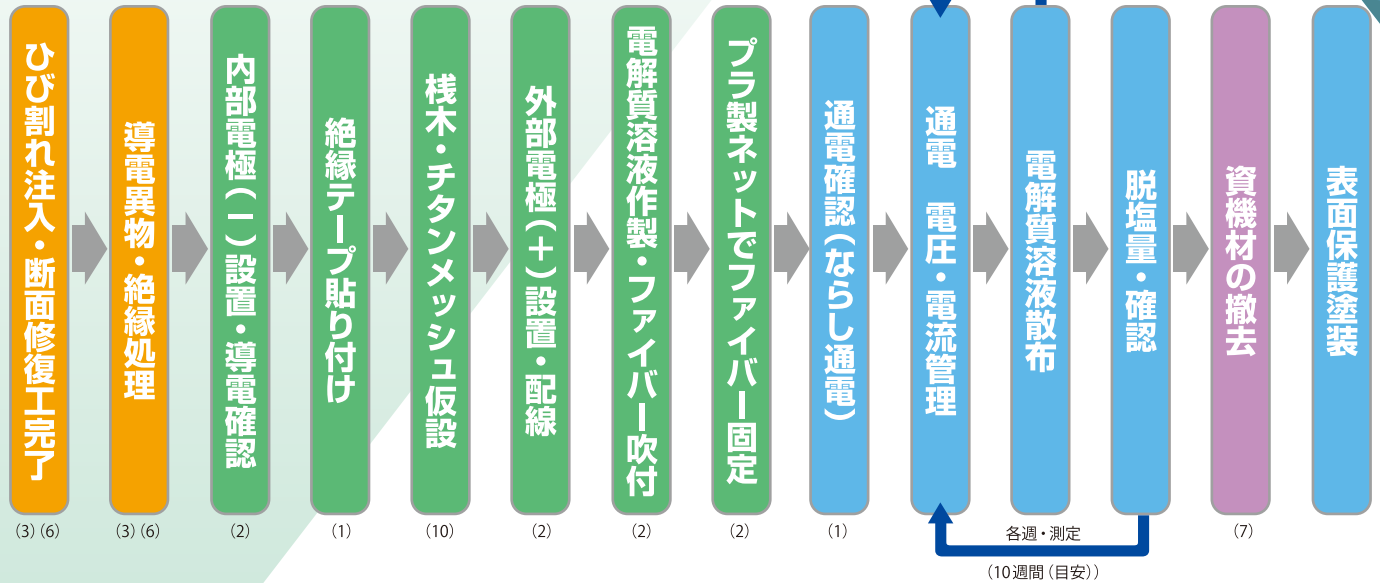 ひび割れ注入・断面修復工完了
導電異物・絶縁処理
内部電極(ー)設置・導電確認
絶縁テープ貼り付け
桟木・チタンメッシュ仮設
外部電極(＋)設置・配線
電解質溶液作製・ファイバー吹付
プラ製ネットでファイバー固定
通電確認(ならし通電)
通電　電圧・電流管理
電解質溶液散布
脱塩量・確認
資機材の撤去
表面保護塗装
(3)(6)
(3)(6)
(2)
(1)
(10)
(2)
(2)
(2)
(1)
各週・測定
(7)
(10週間(目安))